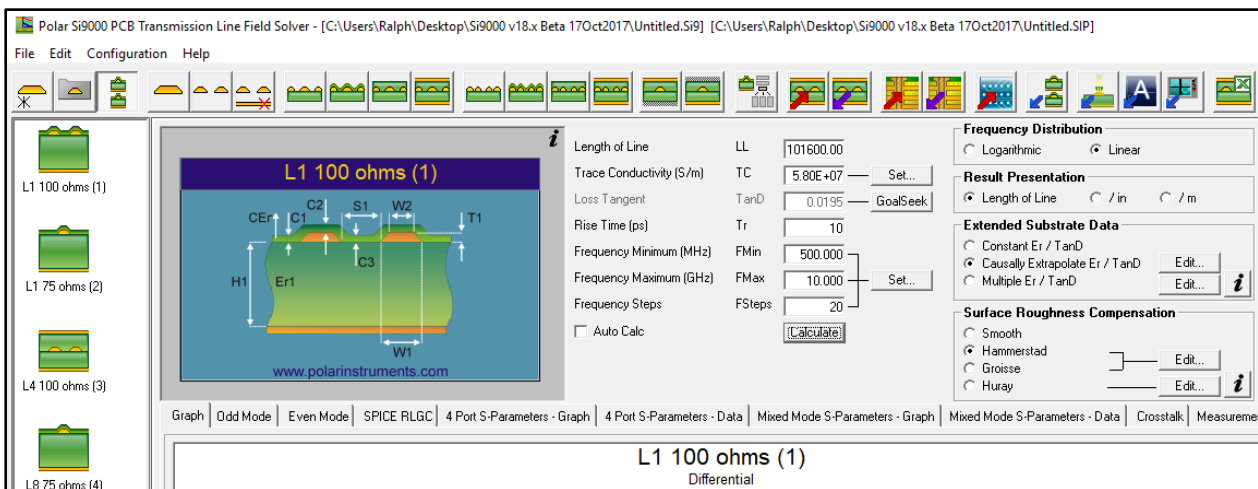 Polar Si9000 PCB Transmission Line Field Solver - [C:\Users\Ralph\Desktop\Si9000 v18.x Beta 17Oct2017\Untitled.Si9] [C:\Users\Ralph\Desktop\Si9000 v18.x Beta 17Oct2017\Untitled.SIP]
File Edit Configuration Help
A
L1 100 ohms (1)
L1 75 ohms (2)
L4 100 ohms (3)
L8 75 ohms (4)
i
L1 100 ohms (1)
C2 S1 W2
CEr C1 T1
C3
H1 Er1
W1
www.polarinstruments.com
Length of Line LL 101600.00
Trace Conductivity (S/m) TC 5.80E+07 Set...
Loss Tangent TanD 0.0195 GoalSeek
Rise Time (ps) Tr 10
Frequency Minimum (MHz) FMin 500.000
Frequency Maximum (GHz) FMax 10.000 Set...
Frequency Steps FSteps 20
Auto Calc Calculate
Frequency Distribution
Logarithmic Linear
Result Presentation
Length of Line / in / m
Extended Substrate Data
Constant Er / TanD
Causally Extrapolate Er / TanD Edit...
Multiple Er / TanD Edit... i
Surface Roughness Compensation
Smooth
Hammerstad Edit...
Groisse
Huray Edit... i
Graph Odd Mode Even Mode SPICE RLGC 4 Port S-Parameters - Graph 4 Port S-Parameters - Data Mixed Mode S-Parameters - Graph Mixed Mode S-Parameters - Data Crosstalk Measureme
L1 100 ohms (1)
Differential